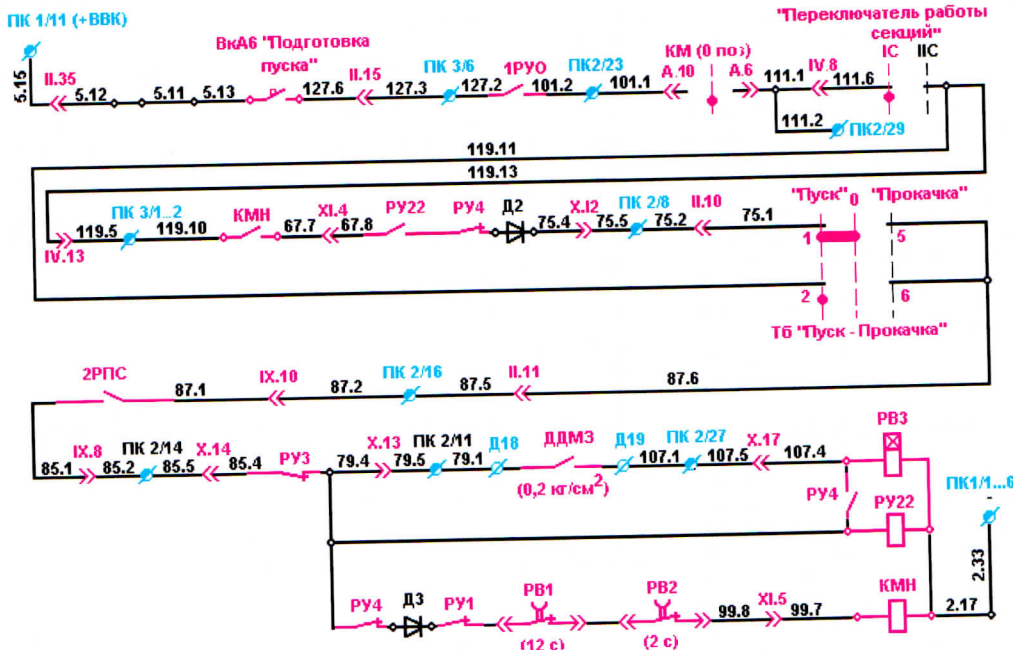 ПК 1/11 (+ВВК)
"Переключатель работы
секций"
ВкА6 "Подготовка
пуска"
IС
IIС
5.15
II.35
5.12
5.11
5.13
127.6
II.15
127.3
ПК 3/6
127.2
1РУО
101.2
ПК2/23
101.1
А.10
КМ (0 поз)
А.6
111.1
IV.8
111.6
111.2
ПК2/29
119.11
119.13
119.5
ПК 3/1...2
119.10
КМН
67.7
XI.4
67.8
РУ22
РУ4
Д2
75.4
X.I2
75.5
ПК 2/8
75.2
II.10
75.1
"Пуск"
0
"Прокачка"
IV.13
1
5
2
6
Тб "Пуск - Прокачка"
2РПС
87.1
IX.10
87.2
ПК 2/16
87.5
II.11
87.6
85.1
IX.8
85.2
ПК 2/14
85.5
X.14
85.4
РУ3
79.4
X.13
79.5
ПК 2/11
79.1
Д18
ДДМЗ
(0,2 кг/см2)
Д19
107.1
ПК 2/27
107.5
X.17
107.4
РВ3
РУ4
РУ22
ПК1/1...6
2.33
РУ4
Д3
РУ1
РВ1
(12 с)
РВ2
(2 с)
99.8
XI.5
99.7
КМН
2.17